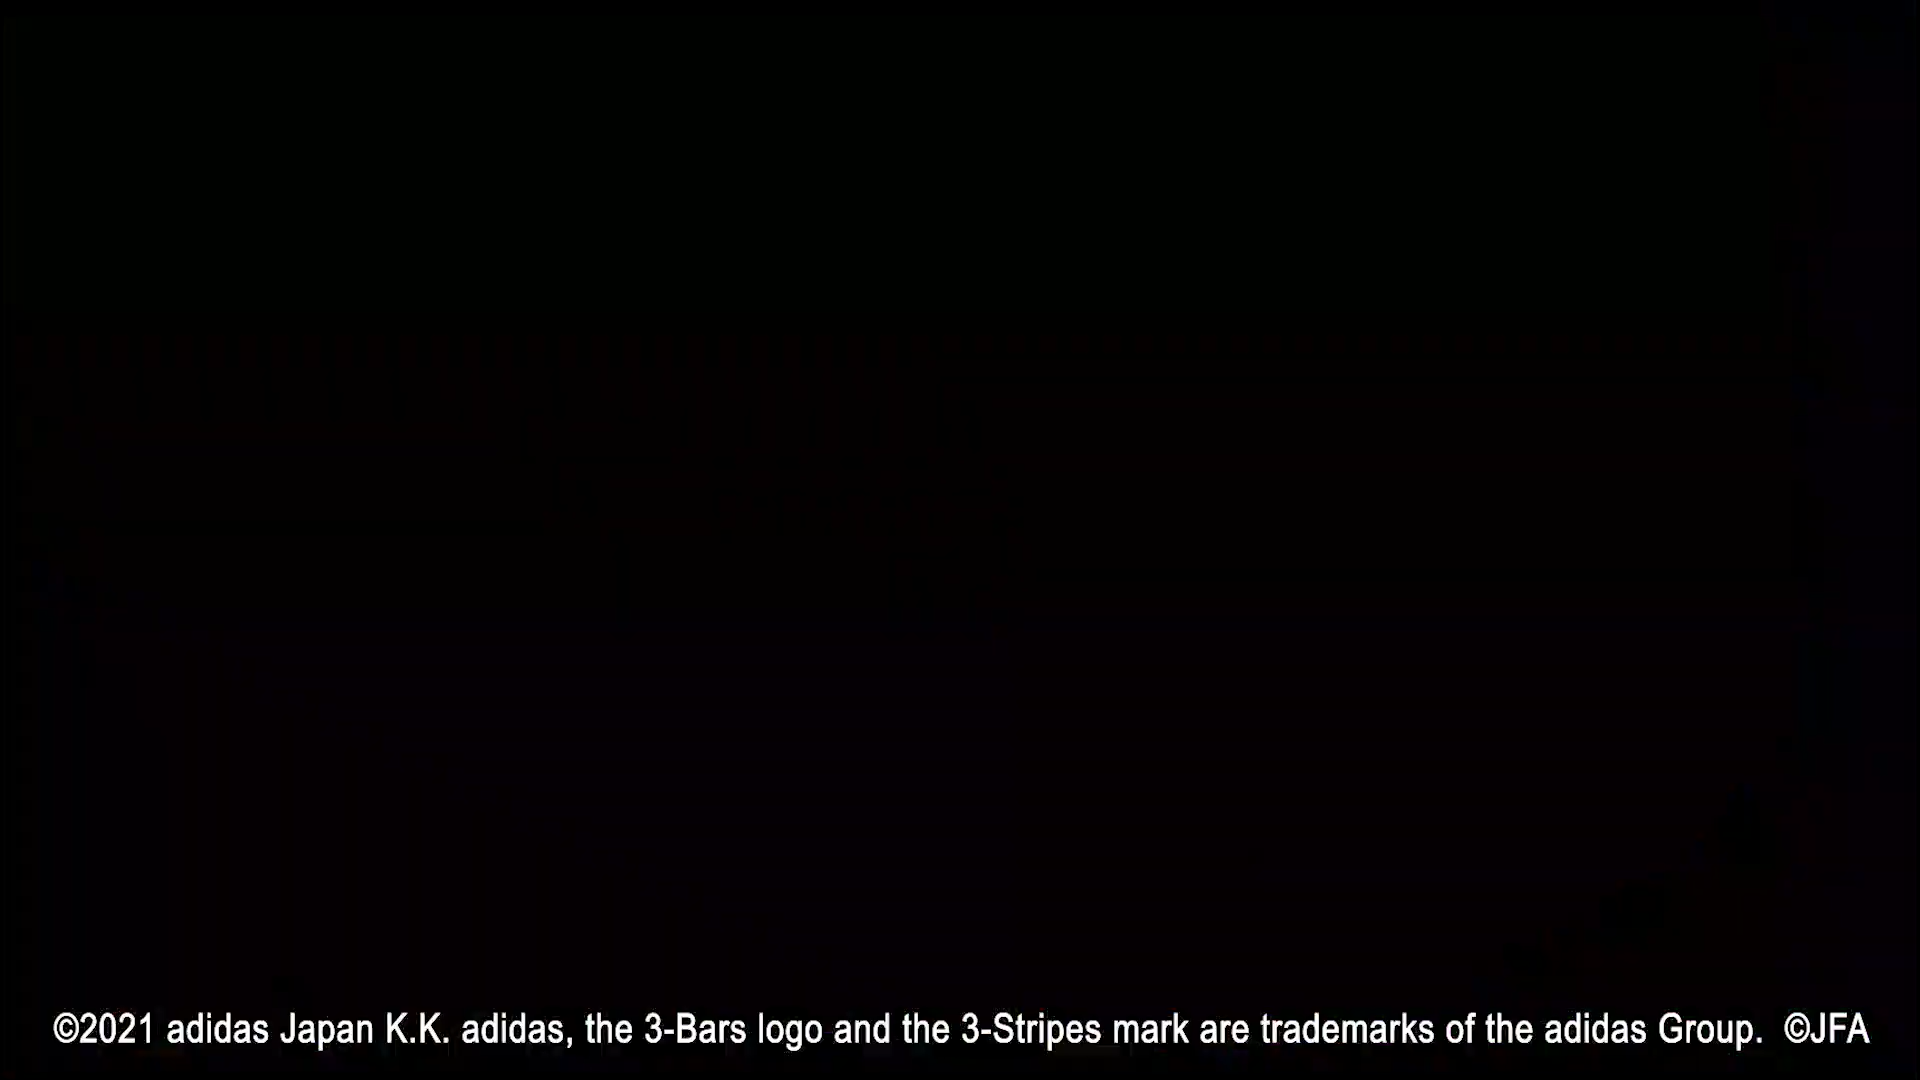 ©2021 adidas Japan K.K. adidas, the 3-Bars logo and the 3-Stripes mark are trademarks of the adidas Group.  ©JFA